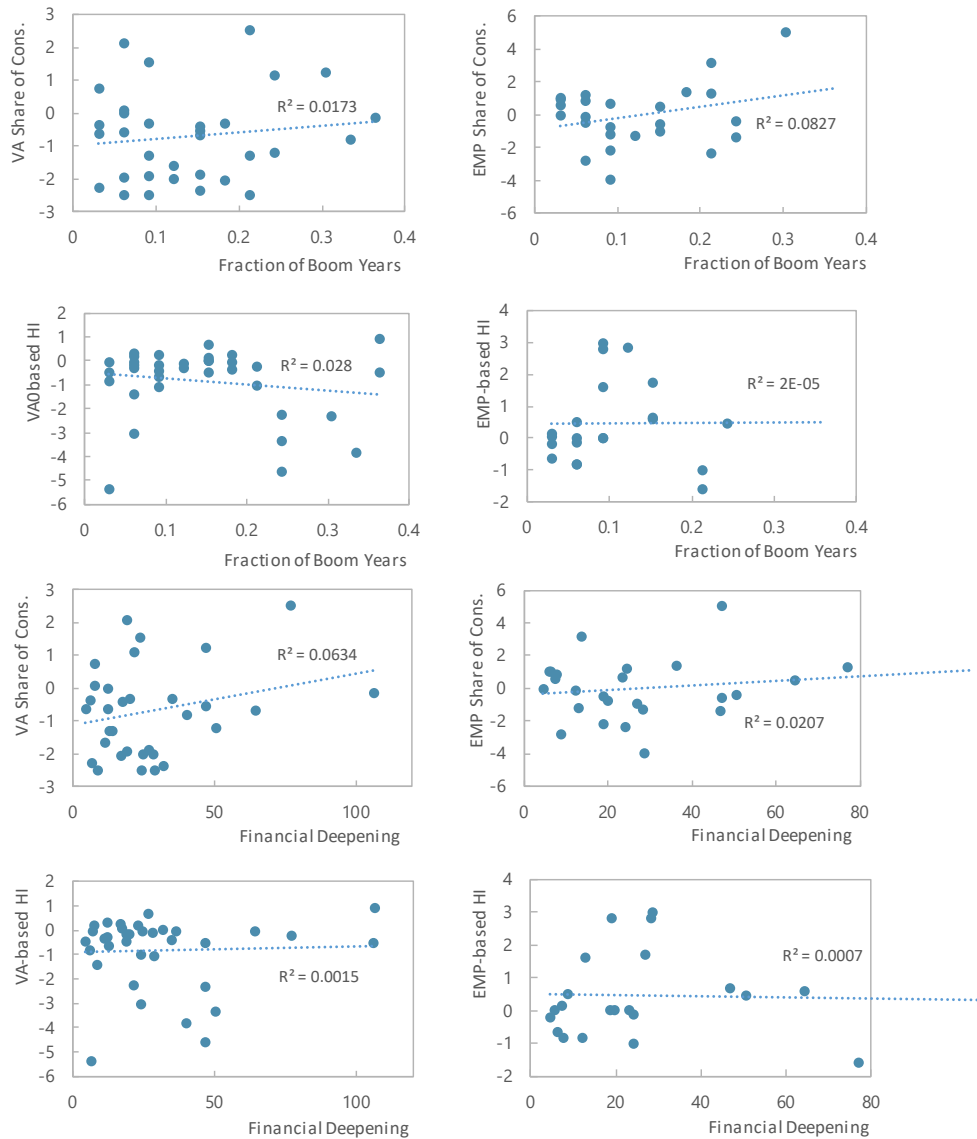 VA Share of Cons.
3
2
1
0
-1
-2
-3
R² = 0.0173
0 0.1 0.2 0.3 0.4
Fraction of Boom Years
EMP Share of Cons.
6
4
2
0
-2
-4
-6
R² = 0.0827
0 0.1 0.2 0.3 0.4
Fraction of Boom Years
VA0based HI
2
1
0
-1
-2
-3
-4
-5
-6
R² = 0.028
0 0.1 0.2 0.3 0.4
Fraction of Boom Years
EMP-based HI
4
3
2
1
0
-1
-2
R² = 2E-05
0 0.1 0.2 0.3 0.4
Fraction of Boom Years
VA Share of Cons.
3
2
1
0
-1
-2
-3
R² = 0.0634
0 50 100
Financial Deepening
EMP Share of Cons.
6
4
2
0
-2
-4
-6
R² = 0.0207
0 20 40 60 80
Financial Deepening
VA-based HI
2
1
0
-1
-2
-3
-4
-5
-6
R² = 0.0015
0 50 100
Financial Deepening
EMP-based HI
4
3
2
1
0
-1
-2
R² = 0.0007
0 20 40 60 80
Financial Deepening